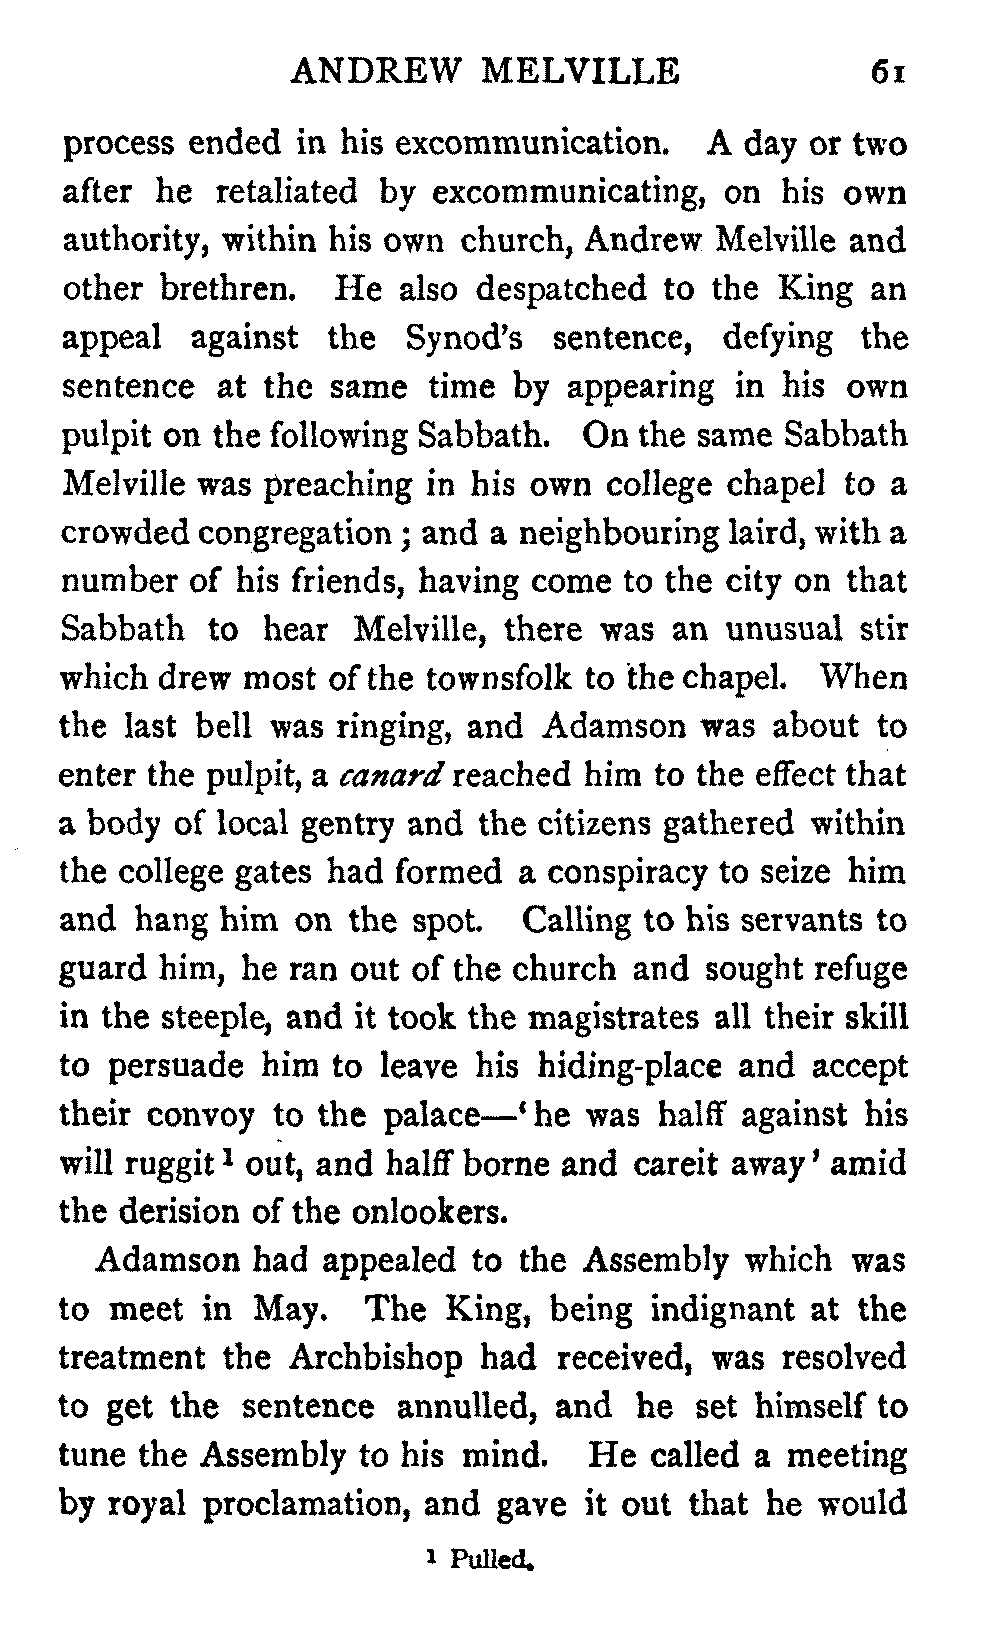 ANDREW MELVILLE 61
process ended in his excommunication. A day or two
after he retaliated by excommunicating, on his own
authority, within his own church, Andrew Melville and
other brethren. He also despatched to the King an
appeal against the Synod's sentence, defying the
sentence at the same time by appearing in his own
pulpit on the following Sabbath. On the same Sabbath
Melville was preaching in his own college chapel to a
crowded congregation ; and a neighbouring laird, with a
number of his friends, having come to the city on that
Sabbath to hear Melville, there was an unusual stir
which drew most of the townsfolk to the chapel. When
the last bell was ringing, and Adamson was about to
enter the pulpit, a canard reached him to the effect that
a body of local gentry and the citizens gathered within
the college gates had formed a conspiracy to seize him
and hang him on the spot. Calling to his servants to
guard him, he ran out of the church and sought refuge
in the steeple, and it took the magistrates all their skill
to persuade him to leave his hiding-place and accept
their convoy to the palace—‘he was halff against his
will ruggit¹ out, and halff borne and careit away’ amid
the derision of the onlookers.
Adamson had appealed to the Assembly which was
to meet in May. The King, being indignant at the
treatment the Archbishop had received, was resolved
to get the sentence annulled, and he set himself to
tune the Assembly to his mind. He called a meeting
by royal proclamation, and gave it out that he would
¹ Pulled.